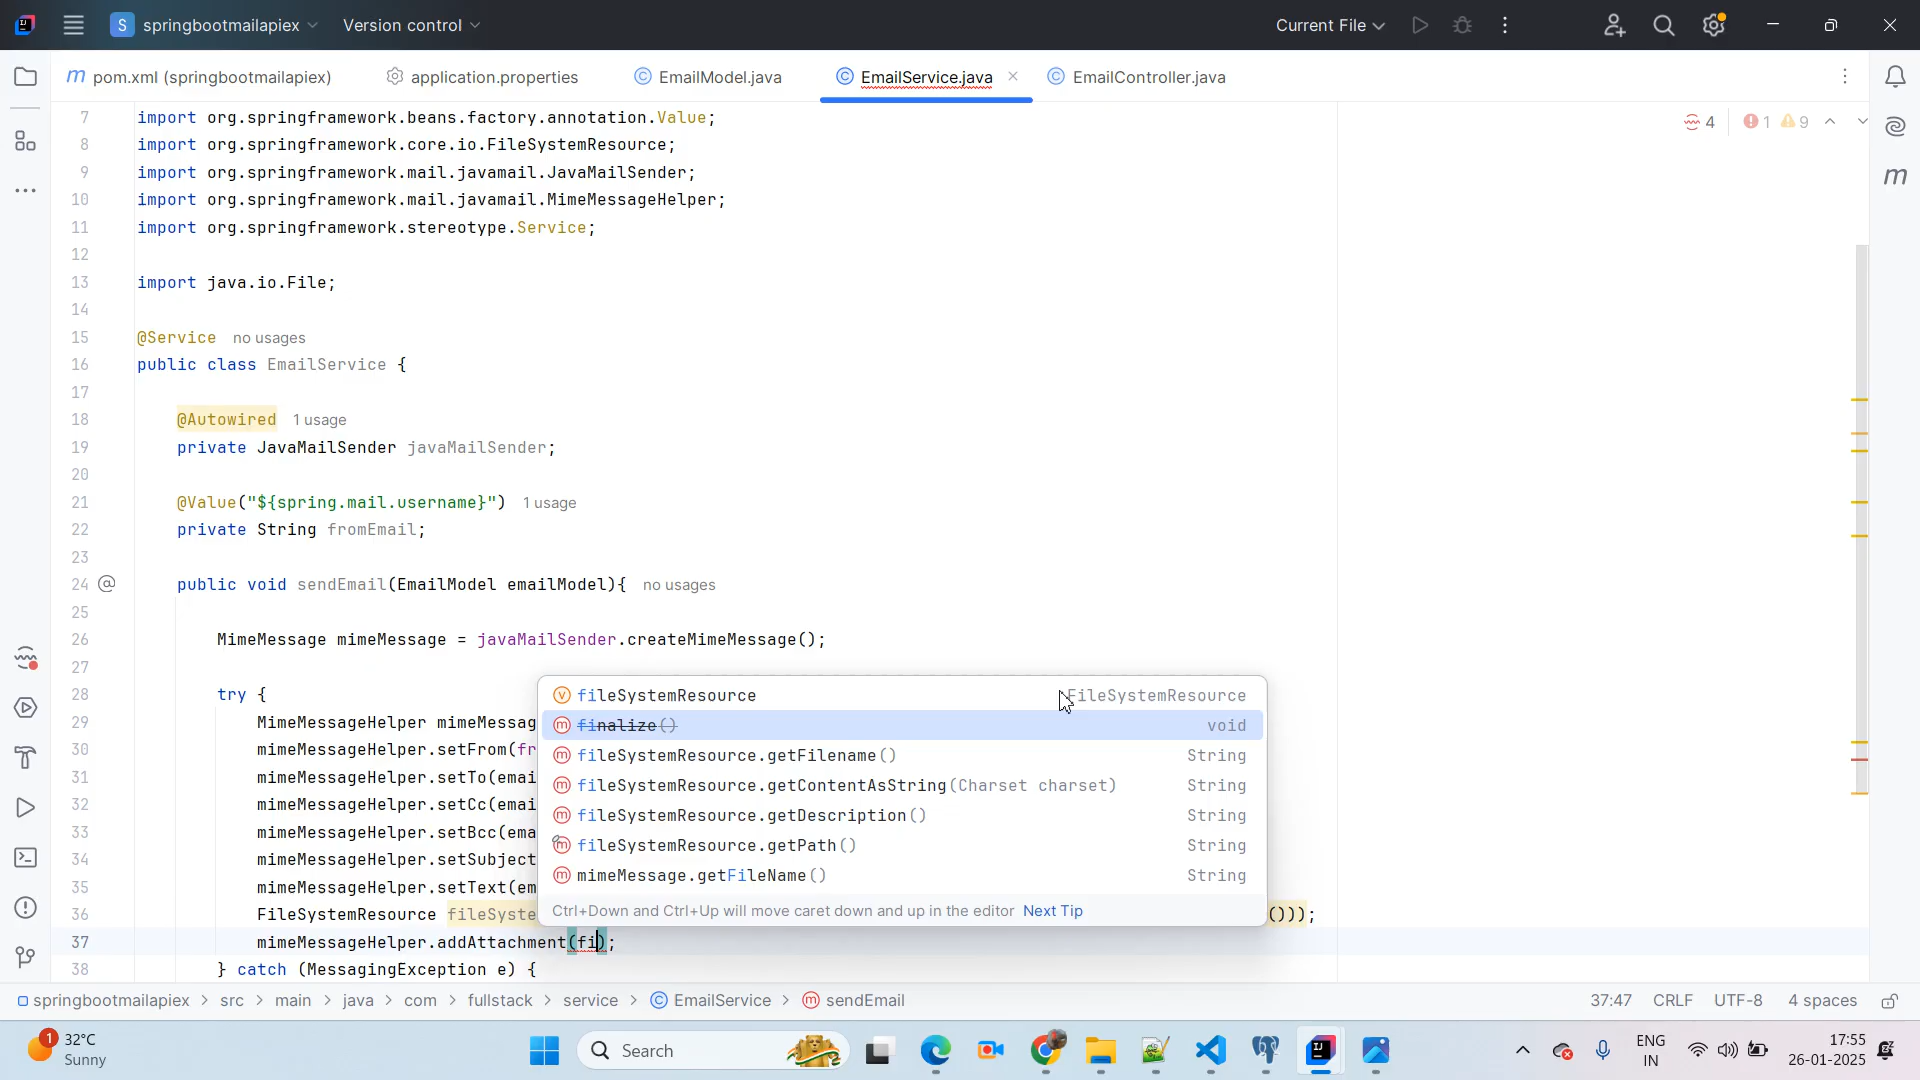 S springbootmailapiex Version control Current File
m pom.xml (springbootmailapiex) application.properties EmailModel.java EmailService.java EmailController.java
4 1 9
7 import org.springframework.beans.factory.annotation.Value;
8 import org.springframework.core.io.FileSystemResource;
9 import org.springframework.mail.javamail.JavaMailSender;
10 import org.springframework.mail.javamail.MimeMessageHelper;
11 import org.springframework.stereotype.Service;
12
13 import java.io.File;
14
15 @Service no usages
16 public class EmailService {
17
18 @Autowired 1 usage
19 private JavaMailSender javaMailSender;
20
21 @Value("${spring.mail.username}") 1 usage
22 private String fromEmail;
23
24 public void sendEmail(EmailModel emailModel){ no usages
25
26 MimeMessage mimeMessage = javaMailSender.createMimeMessage();
27
28 try {
29 MimeMessageHelper mimeMessag
30 mimeMessageHelper.setFrom(fr
31 mimeMessageHelper.setTo(emai
32 mimeMessageHelper.setCc(emai
33 mimeMessageHelper.setBcc(ema
34 mimeMessageHelper.setSubject
35 mimeMessageHelper.setText(em
36 FileSystemResource fileSyste ()));
37 mimeMessageHelper.addAttachment(fi);
38 } catch (MessagingException e) {
fileSystemResource FileSystemResource
finalize() void
fileSystemResource.getFilename() String
fileSystemResource.getContentAsString(Charset charset) String
fileSystemResource.getDescription() String
fileSystemResource.getPath() String
mimeMessage.getFileName() String
Ctrl+Down and Ctrl+Up will move caret down and up in the editor Next Tip
springbootmailapiex > src > main > java > com > fullstack > service > EmailService > sendEmail 37:47 CRLF UTF-8 4 spaces
1 32°C
Sunny
Search
ENG
IN
17:55
26-01-2025